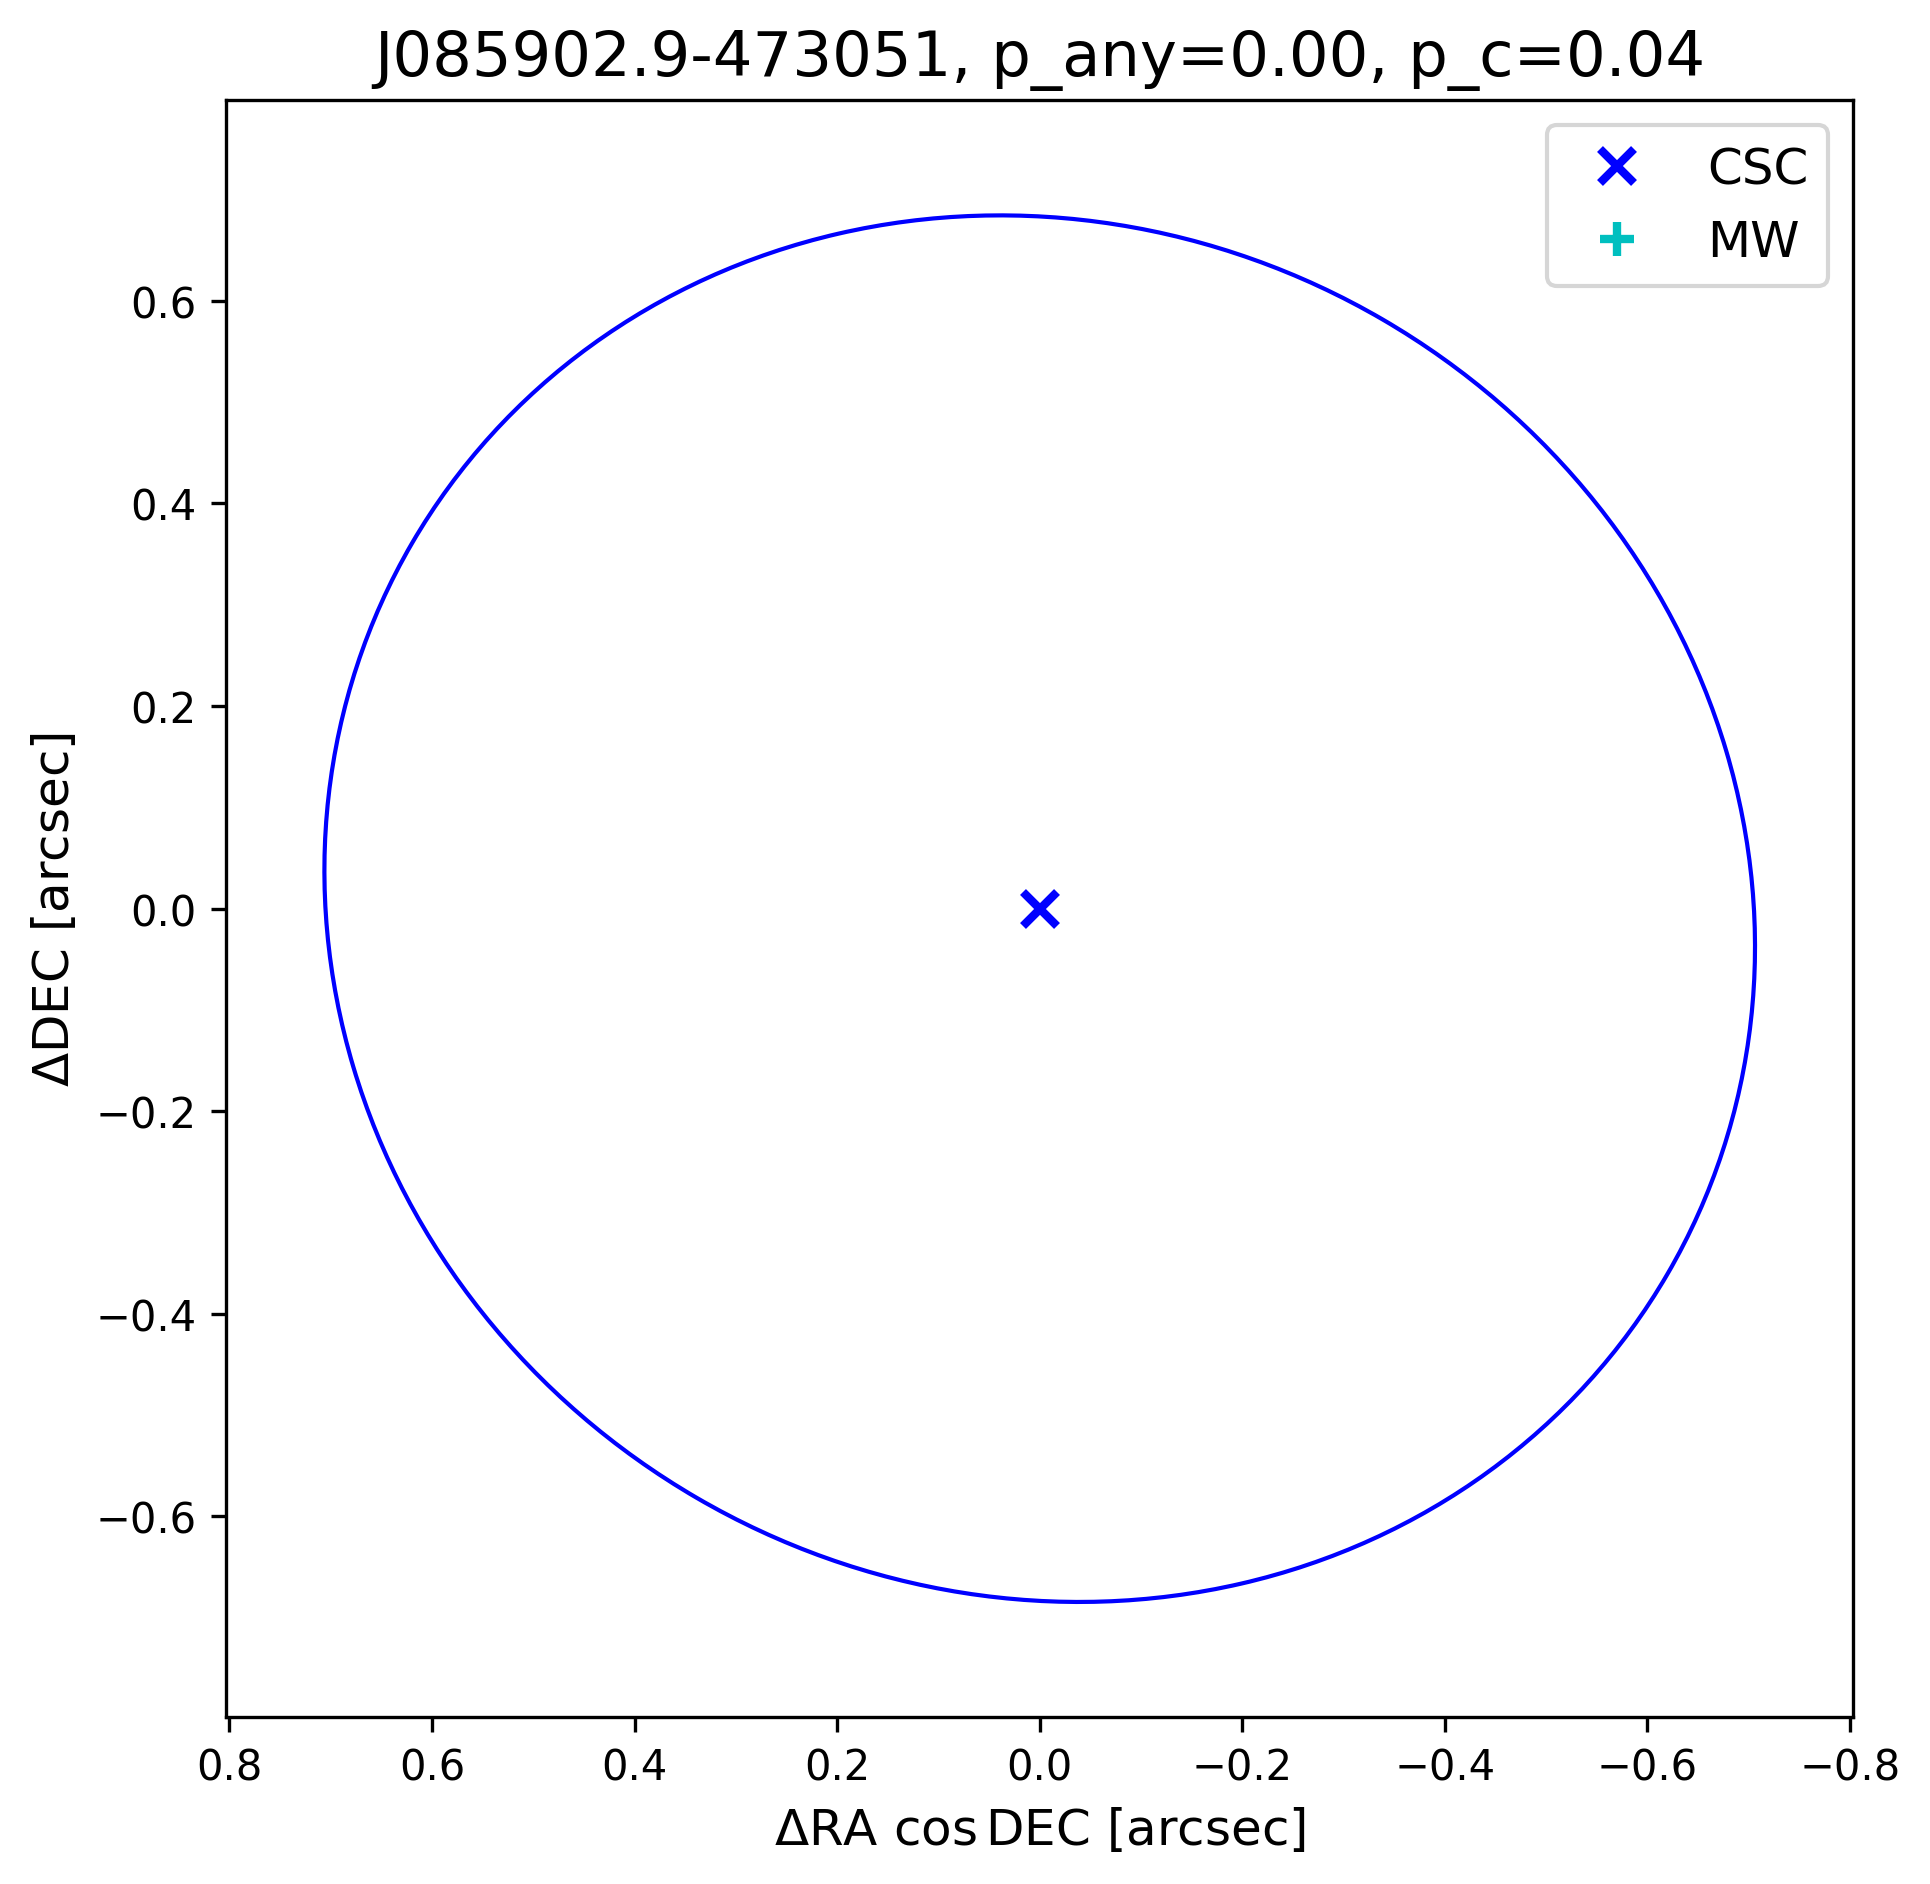 J085902.9-473051, p_any=0.00, p_c=0.04
CSC
MW
ΔDEC [arcsec]
0.6
0.4
0.2
0.0
−0.2
−0.4
−0.6
0.8 0.6 0.4 0.2 0.0 −0.2 −0.4 −0.6 −0.8
ΔRA cos DEC [arcsec]